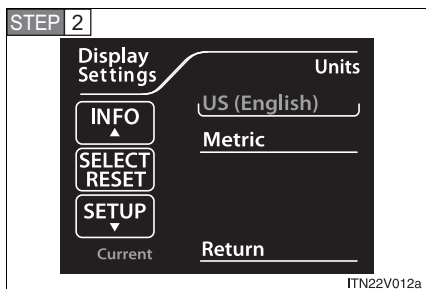 STEP 2
Display
Settings
Units
INFO
▲
SELECT
RESET
SETUP
▼
Current
US (English)
Metric
Return
ITN22V012a